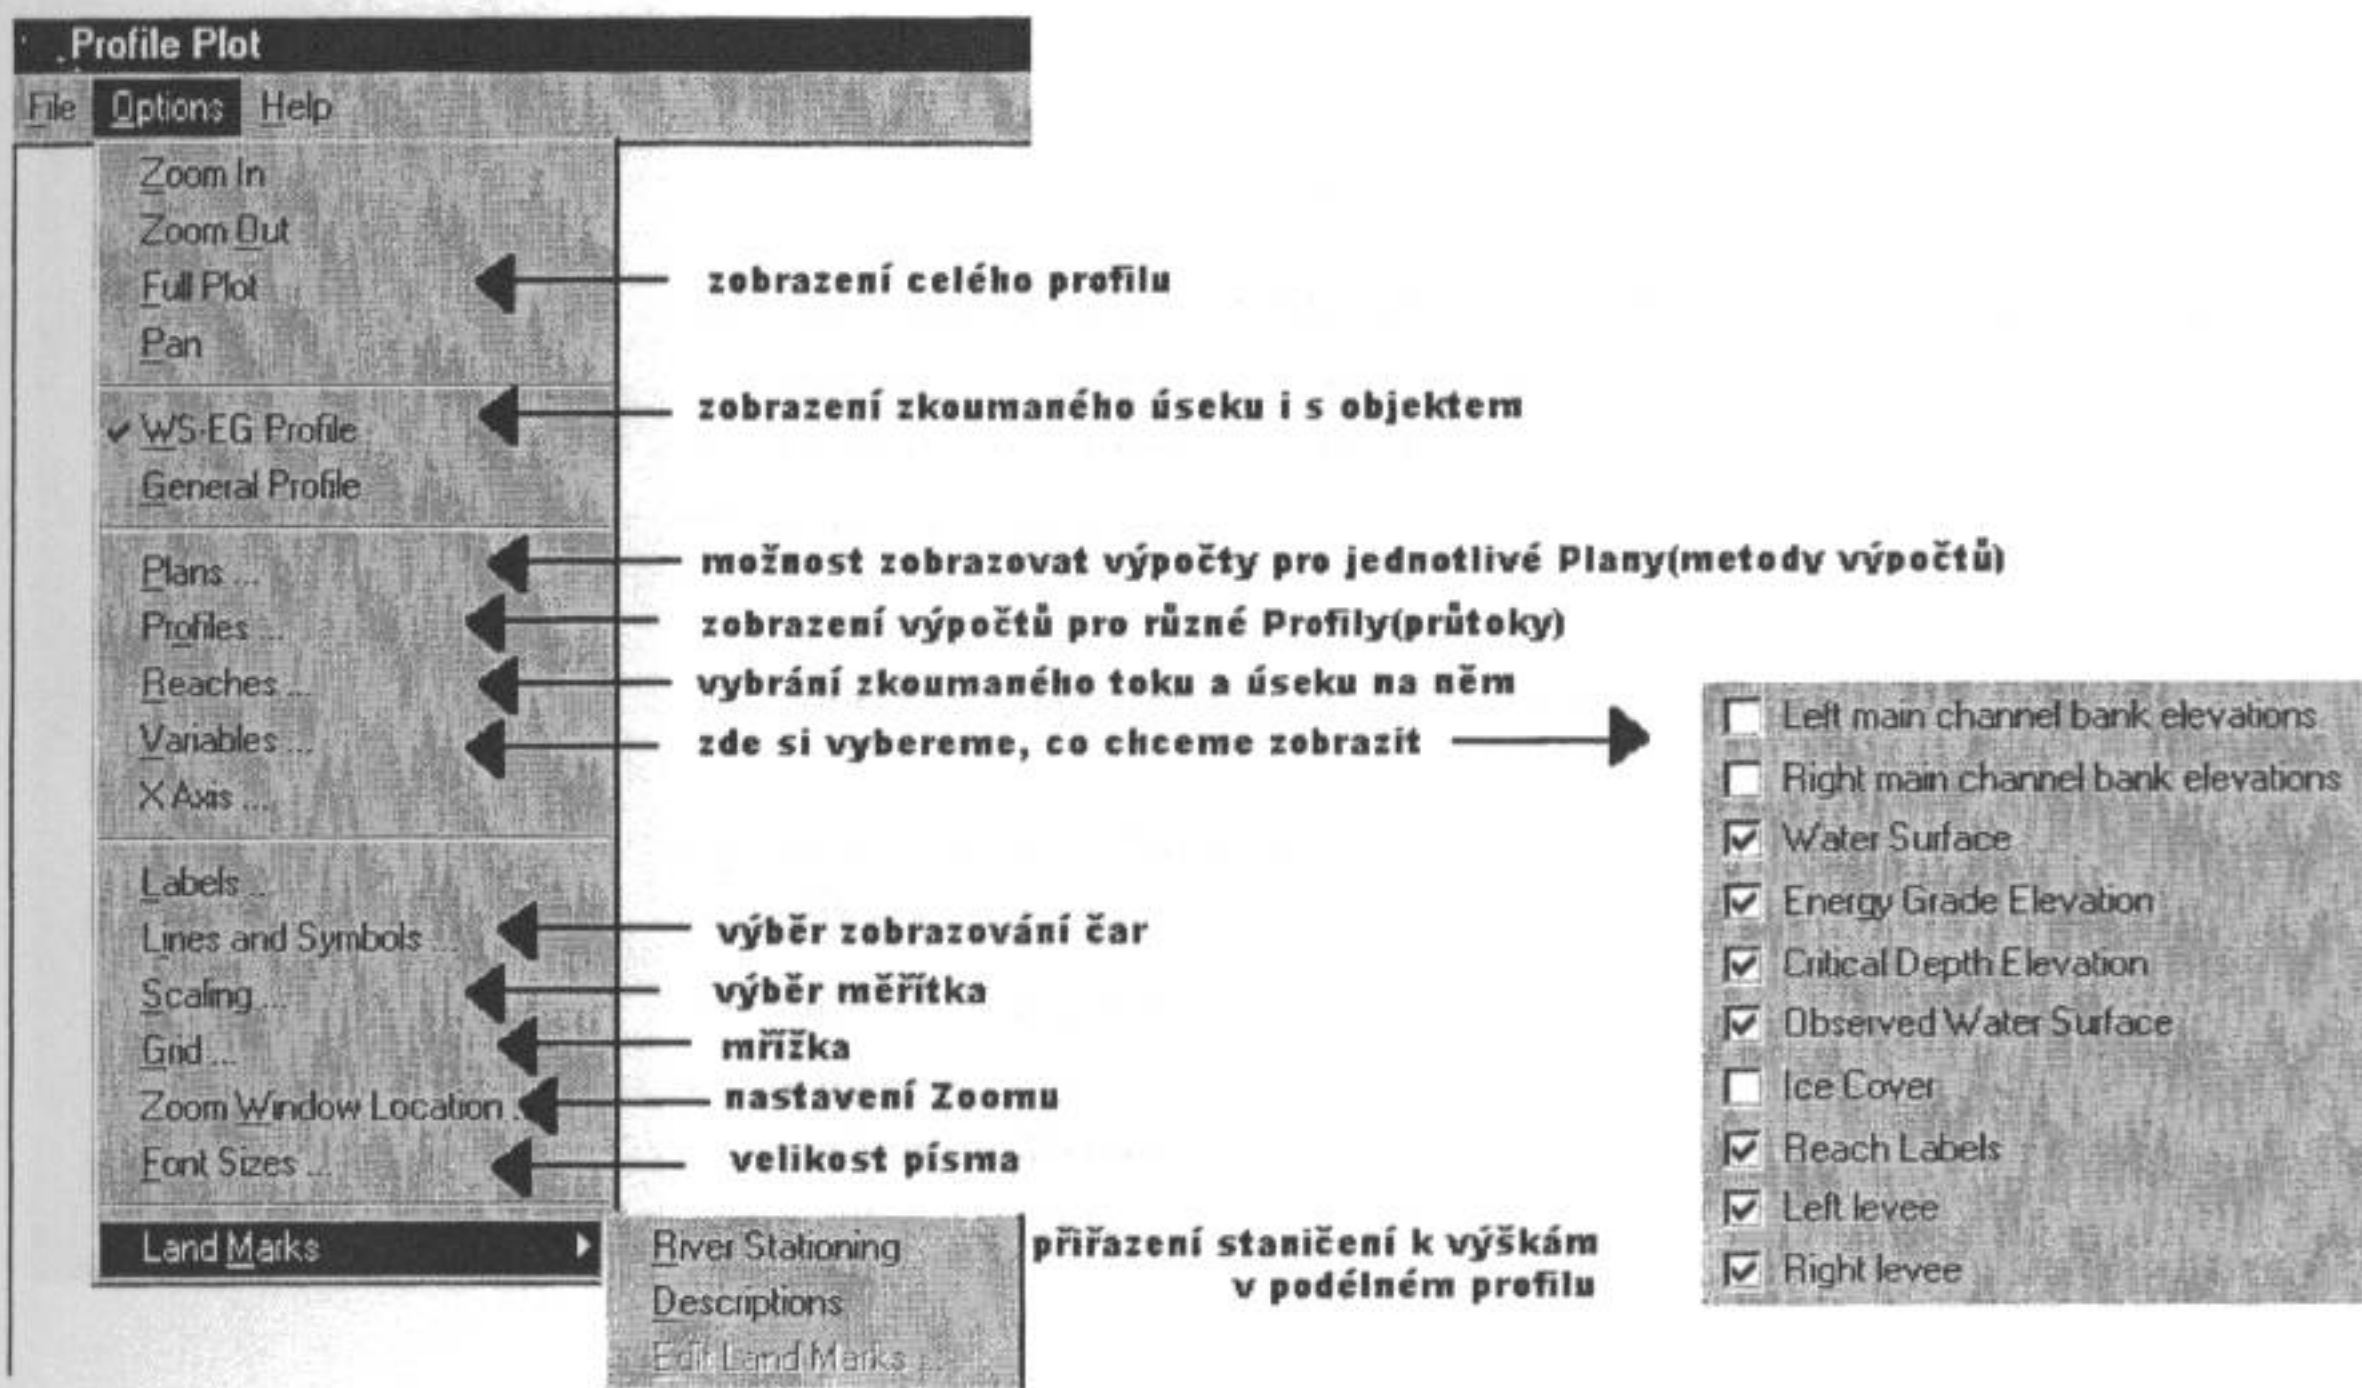 Profile Plot
File Options Help
Zoom In
Zoom Out
Full Plot
zobrazení celého profilu
Pan
WS-EG Profile
zobrazení zkoumaného úseku i s objektem
General Profile
Plans ...
možnost zobrazovat výpočty pro jednotlivé Plany(metody výpočtů)
Profiles ...
zobrazení výpočtů pro různé Profily(průtoky)
Reaches ...
vybrání zkoumaného toku a úseku na něm
Variables ...
zde si vybereme, co chceme zobrazit
X Axis ...
Labels ...
Lines and Symbols ...
výběr zobrazování čar
Scaling ...
výběr měřítka
Grid ...
mřížka
Zoom Window Location ...
nastavení Zoomu
Font Sizes ...
velikost písma
Land Marks
River Stationing
Descriptions
Edit Land Marks ...
přiřazení staničení k výškám
v podélném profilu
Left main channel bank elevations
Right main channel bank elevations
Water Surface
Energy Grade Elevation
Critical Depth Elevation
Observed Water Surface
Ice Cover
Reach Labels
Left levee
Right levee